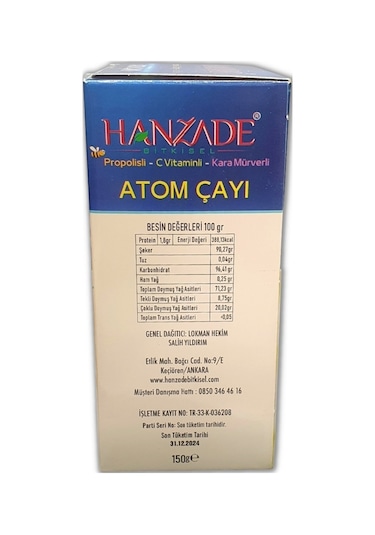 HANZADE®
BİTKİSEL
Propolisli - C Vitaminli - Kara Mürverli
ATOM ÇAYI
BESİN DEĞERLERİ 100 gr
Protein 1,6gr Enerji Değeri 388,13kcal
Şeker 90,27gr
Tuz 0,04gr
Karbonhidrat 96,41 gr
Ham Yağ 0,25 gr
Toplam Doymuş Yağ Asitleri 71,23 gr
Tekli Doymuş Yağ Asitleri 8,75gr
Çoklu Doymuş Yağ Asitleri 20,02gr
Toplam Trans Yağ Asitleri <0,05
GENEL DAĞITICI: LOKMAN HEKİM
SALİH YILDIRIM
Etlik Mah. Bağcı Cad. No:9/E
Keçiören/ANKARA
www.hanzadebitkisel.com
Müşteri Danışma Hattı : 0850 346 46 16
İŞLETME KAYIT NO: TR-33-K-036208
Parti Seri No: Son tüketim tarihidir.
Son Tüketim Tarihi
31.12.2024
150g℮